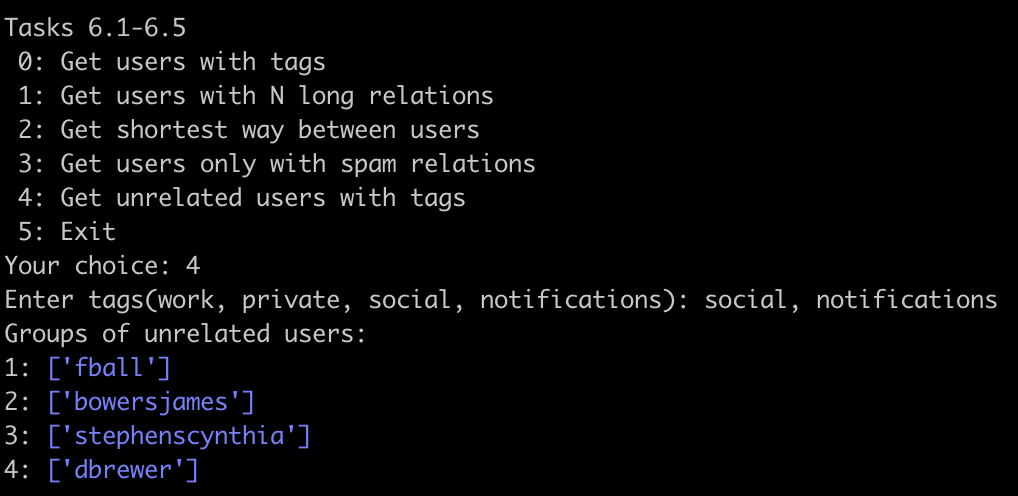 Tasks 6.1-6.5
0: Get users with tags
1: Get users with N long relations
2: Get shortest way between users
3: Get users only with spam relations
4: Get unrelated users with tags
5: Exit
Your choice: 4
Enter tags(work, private, social, notifications): social, notifications
Groups of unrelated users:
1: ['fball']
2: ['bowersjames']
3: ['stephenscynthia']
4: ['dbrewer']